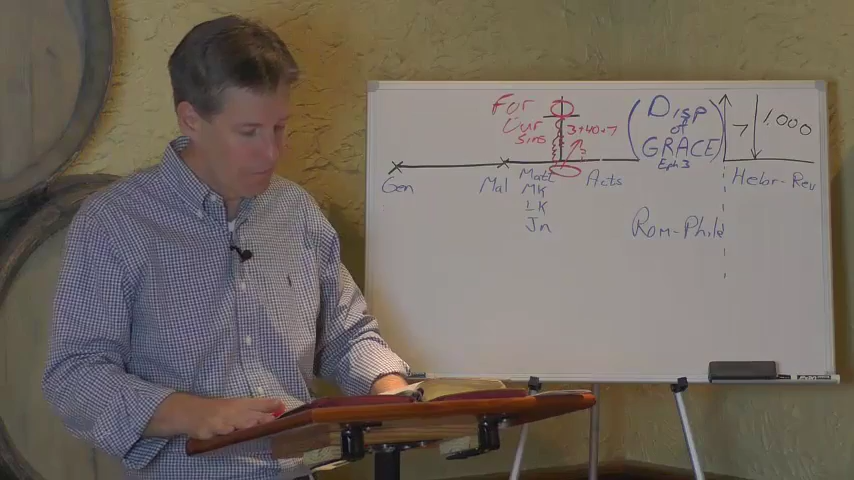 For
Our
sins
3+40+7
Disp
of
GRACE
Eph 3
7
1,000
Gen
Mal
Matt
MK
LK
Jn
Acts
Hebr-Rev
Rom-Phile